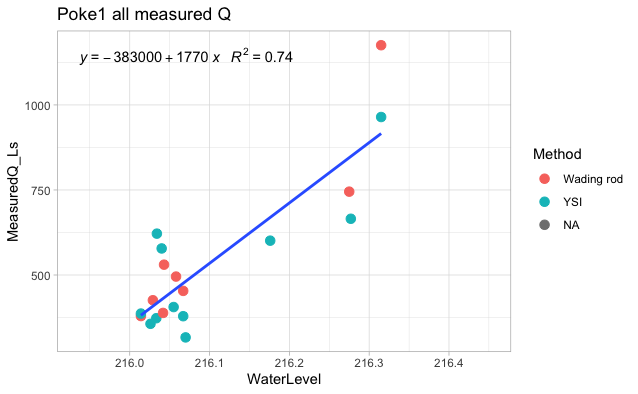 Poke1 all measured Q
y = − 383000 + 1770 x   R² = 0.74
MeasuredQ_Ls
1000
750
500
216.0 216.1 216.2 216.3 216.4
WaterLevel
Method
Wading rod
YSI
NA